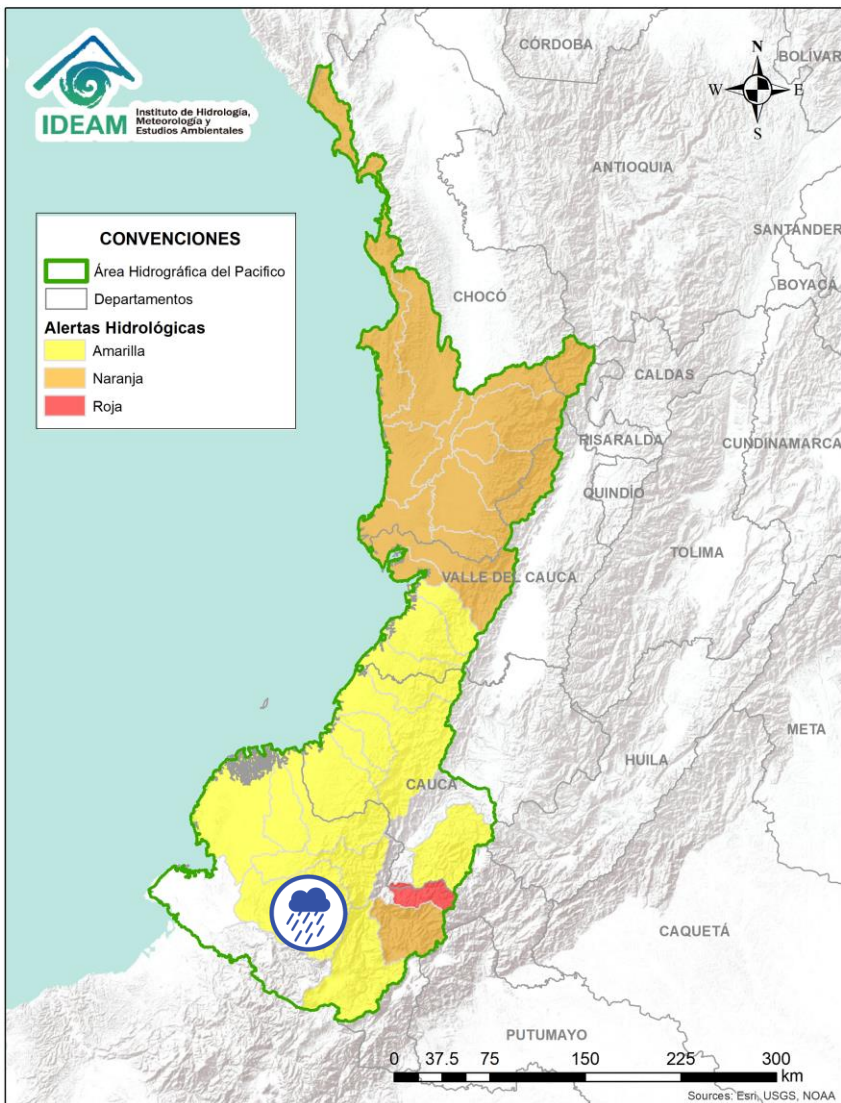 IDEAM
Instituto de Hidrología,
Meteorología y
Estudios Ambientales
N
W
E
S
CÓRDOBA
BOLÍVAR
ANTIOQUIA
SANTANDER
BOYACÁ
CHOCÓ
CALDAS
RISARALDA
CUNDINAMARCA
QUINDÍO
TOLIMA
VALLE DEL CAUCA
META
HUILA
CAUCA
CAQUETÁ
PUTUMAYO
CONVENCIONES
Área Hidrográfica del Pacifico
Departamentos
Alertas Hidrológicas
Amarilla
Naranja
Roja
0 37.5 75 150 225 300
km
Sources: Esri, USGS, NOAA